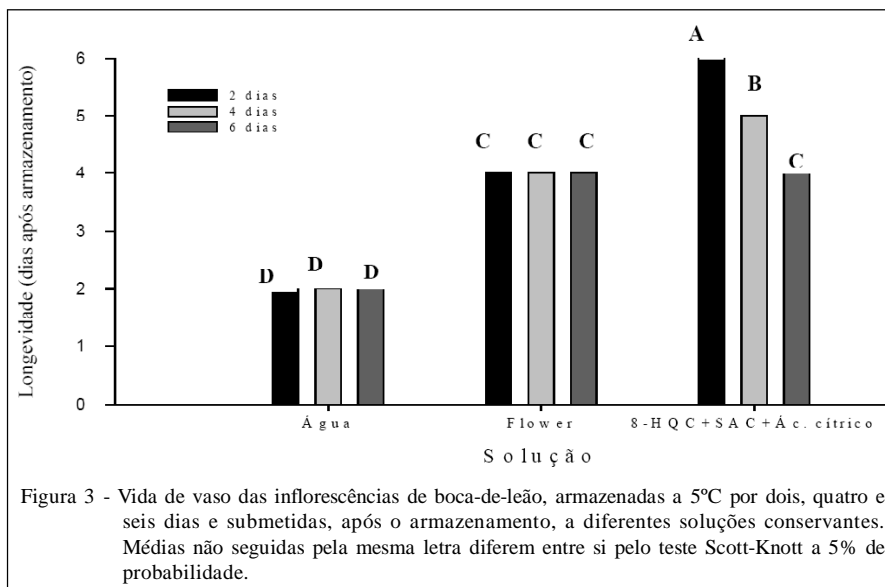 A
6
B
2 dias
4 dias
6 dias
5
C C C
C
4
3
D D D
2
1
0
Longevidade (dias após armazenamento)
Água Flower 8-HQC+SAC+Ác. cítrico
Solução
Figura 3 - Vida de vaso das inflorescências de boca-de-leão, armazenadas a 5ºC por dois, quatro e
seis dias e submetidas, após o armazenamento, a diferentes soluções conservantes.
Médias não seguidas pela mesma letra diferem entre si pelo teste Scott-Knott a 5% de
probabilidade.